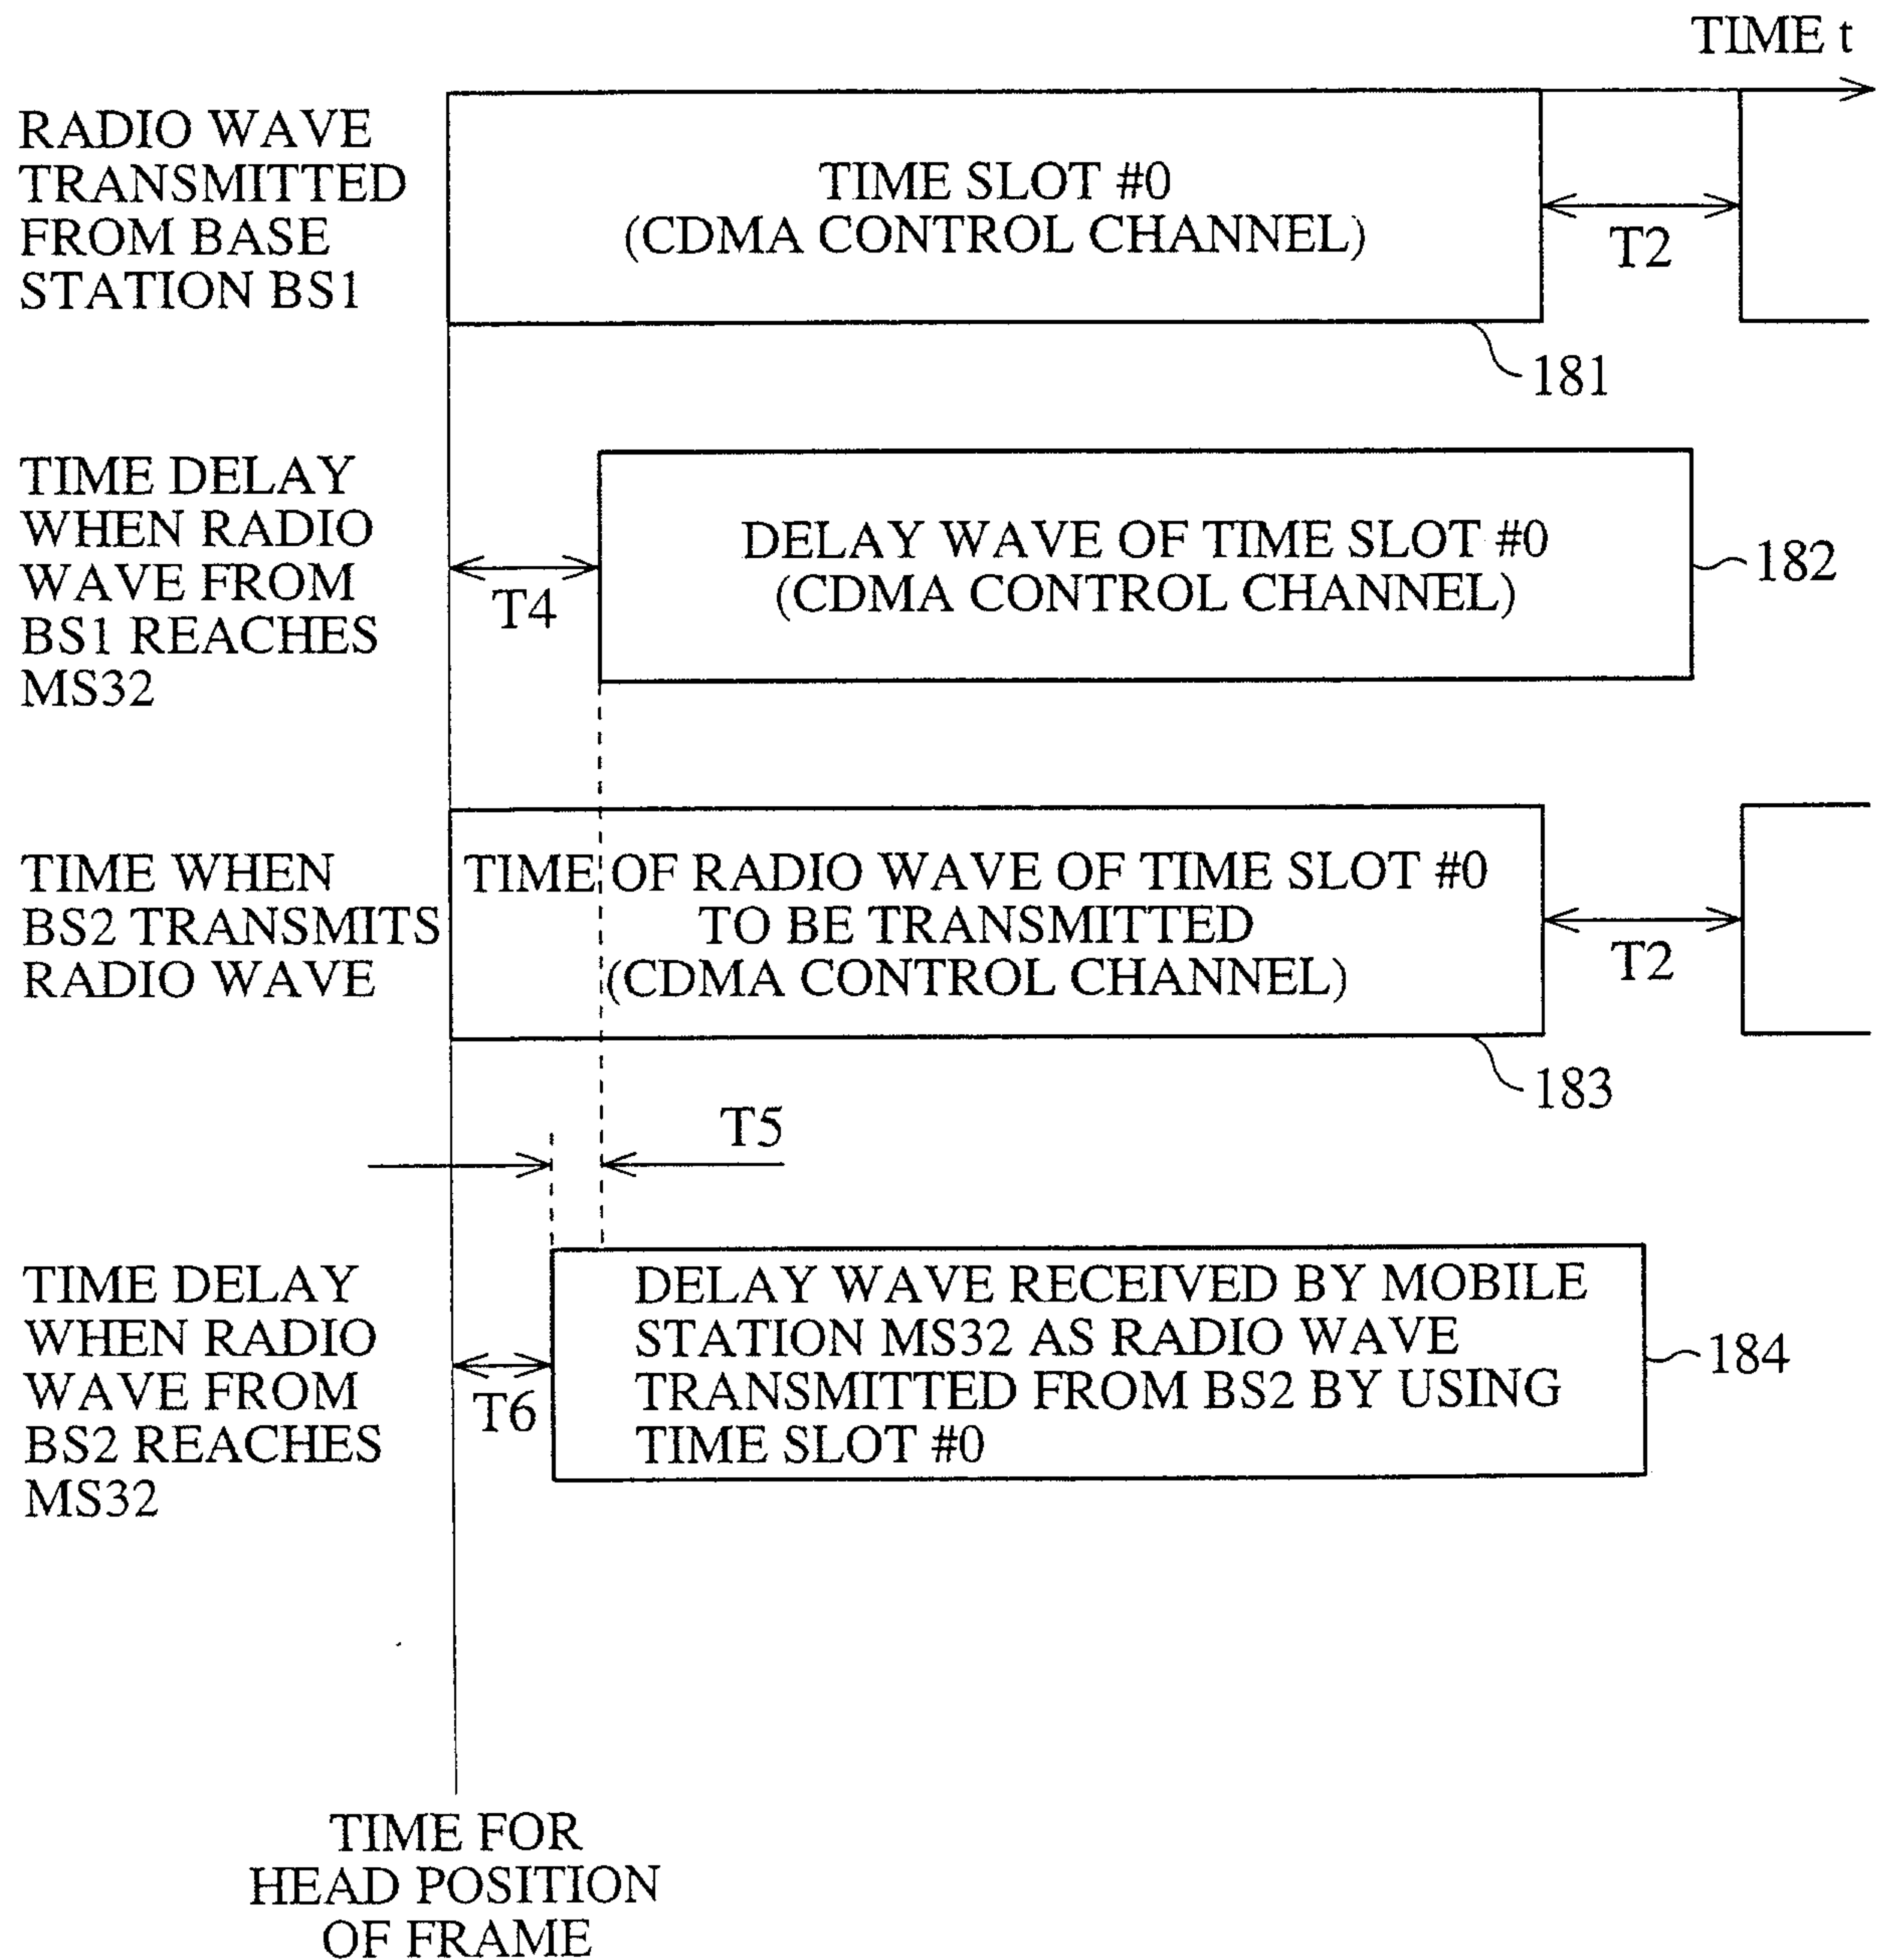 TIME t
RADIO WAVE
TRANSMITTED
FROM BASE
STATION BS1
TIME SLOT #0
(CDMA CONTROL CHANNEL)
T2
181
TIME DELAY
WHEN RADIO
WAVE FROM
BS1 REACHES
MS32
T4
DELAY WAVE OF TIME SLOT #0
(CDMA CONTROL CHANNEL)
182
TIME WHEN
BS2 TRANSMITS
RADIO WAVE
TIME OF RADIO WAVE OF TIME SLOT #0
TO BE TRANSMITTED
(CDMA CONTROL CHANNEL)
T2
183
T5
TIME DELAY
WHEN RADIO
WAVE FROM
BS2 REACHES
MS32
T6
DELAY WAVE RECEIVED BY MOBILE
STATION MS32 AS RADIO WAVE
TRANSMITTED FROM BS2 BY USING
TIME SLOT #0
184
TIME FOR
HEAD POSITION
OF FRAME